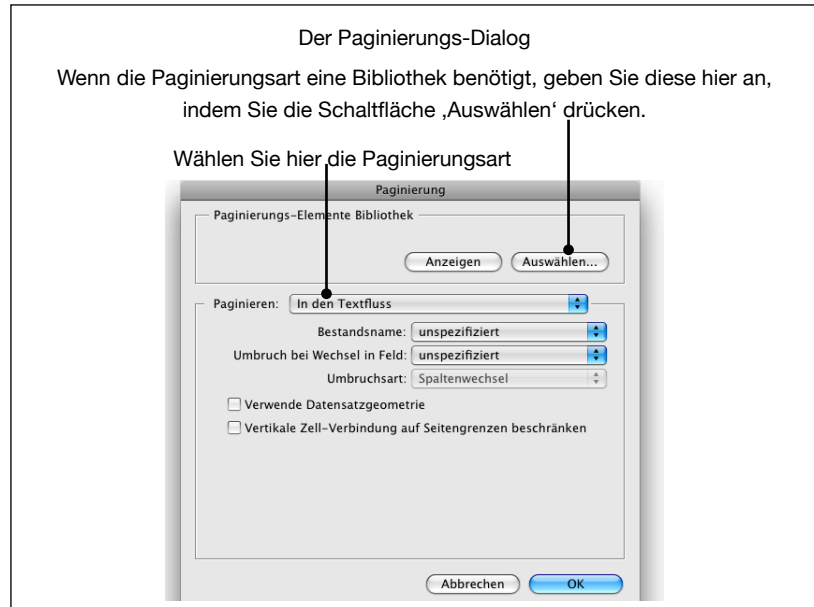 Der Paginierungs-Dialog
Wenn die Paginierungsart eine Bibliothek benötigt, geben Sie diese hier an,
indem Sie die Schaltfläche ‚Auswählen‘ drücken.
Wählen Sie hier die Paginierungsart
Paginierung
Paginierungs-Elemente Bibliothek
Anzeigen Auswählen...
Paginieren: In den Textfluss
Bestandsname: unspezifiziert
Umbruch bei Wechsel in Feld: unspezifiziert
Umbruchsart: Spaltenwechsel
Verwende Datensatzgeometrie
Vertikale Zell-Verbindung auf Seitengrenzen beschränken
Abbrechen OK